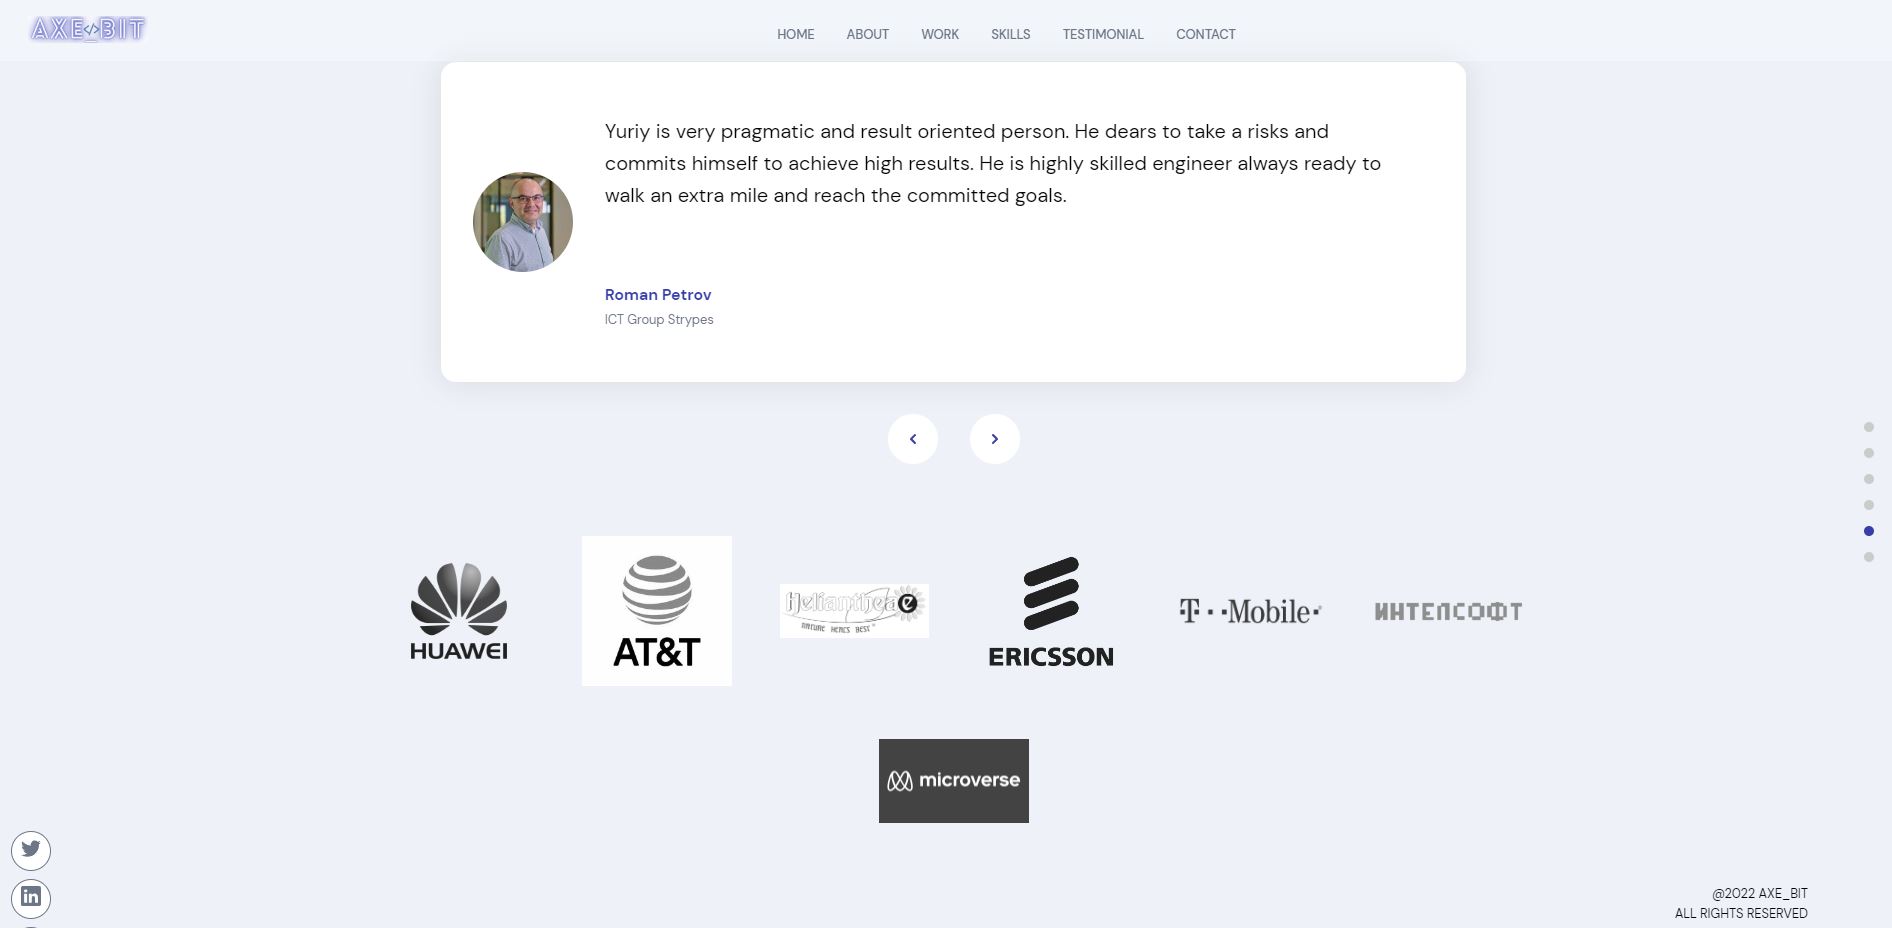 AXE</>_BIT
HOME ABOUT WORK SKILLS TESTIMONIAL CONTACT
Yuriy is very pragmatic and result oriented person. He dears to take a risks and
commits himself to achieve high results. He is highly skilled engineer always ready to
walk an extra mile and reach the committed goals.
Roman Petrov
ICT Group Strypes
HUAWEI
AT&T
Helianthea e
NATURE HERCS BEST
ERICSSON
T··Mobile·
ИНТЕЛСОФТ
microverse
in
@2022 AXE_BIT
ALL RIGHTS RESERVED